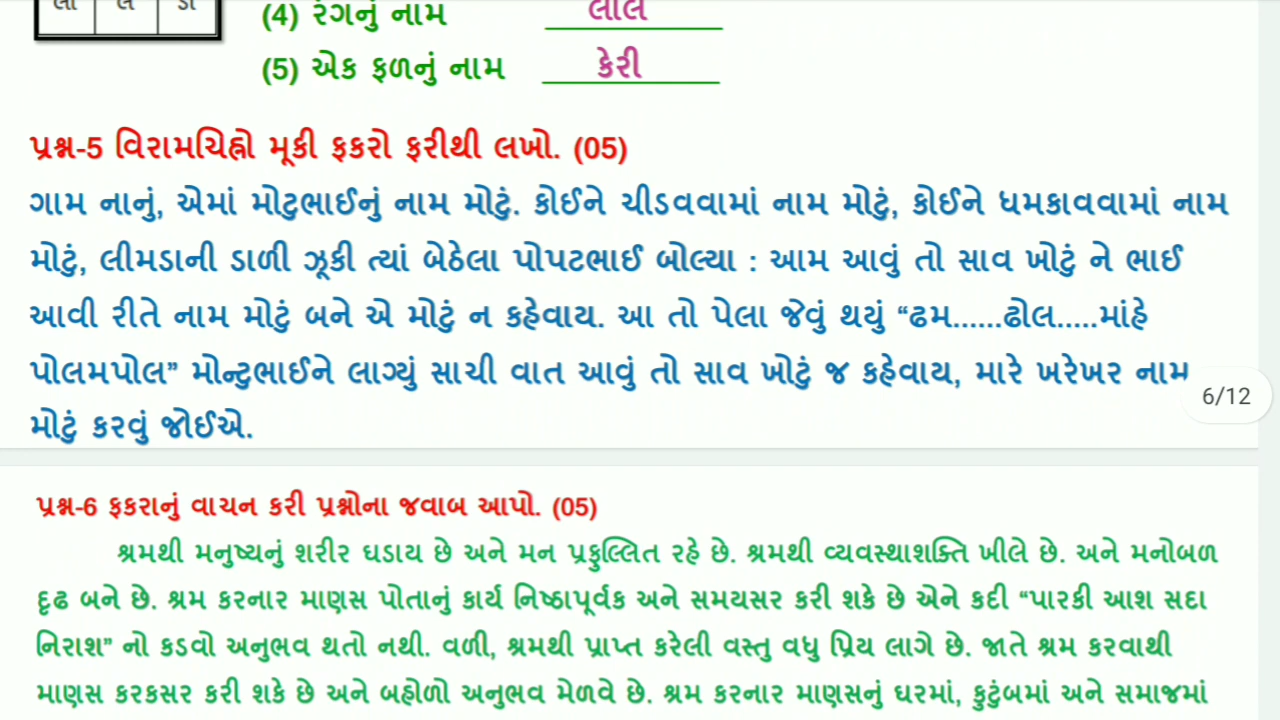 લા લ ડા
(4) રંગનું નામ લાલ
(5) એક ફળનું નામ કેરી
પ્રશ્ન-5 વિરામચિહ્નો મૂકી ફકરો ફરીથી લખો. (05)
ગામ નાનું, એમાં મોટુભાઈનું નામ મોટું. કોઈને ચીડવવામાં નામ મોટું, કોઈને ધમકાવવામાં નામ
મોટું, લીમડાની ડાળી ઝૂકી ત્યાં બેઠેલા પોપટભાઈ બોલ્યા : આમ આવું તો સાવ ખોટું ને ભાઈ
આવી રીતે નામ મોટું બને એ મોટું ન કહેવાય. આ તો પેલા જેવું થયું “ઢમ......ઢોલ.....માંહે
પોલમપોલ” મોન્ટુભાઈને લાગ્યું સાચી વાત આવું તો સાવ ખોટું જ કહેવાય, મારે ખરેખર નામ
6/12
મોટું કરવું જોઈએ.
પ્રશ્ન-6 ફકરાનું વાચન કરી પ્રશ્નોના જવાબ આપો. (05)
શ્રમથી મનુષ્યનું શરીર ઘડાય છે અને મન પ્રફુલ્લિત રહે છે. શ્રમથી વ્યવસ્થાશક્તિ ખીલે છે. અને મનોબળ
દૃઢ બને છે. શ્રમ કરનાર માણસ પોતાનું કાર્ય નિષ્ઠાપૂર્વક અને સમયસર કરી શકે છે એને કદી “પારકી આશ સદા
નિરાશ” નો કડવો અનુભવ થતો નથી. વળી, શ્રમથી પ્રાપ્ત કરેલી વસ્તુ વધુ પ્રિય લાગે છે. જાતે શ્રમ કરવાથી
માણસ કરકસર કરી શકે છે અને બહોળો અનુભવ મેળવે છે. શ્રમ કરનાર માણસનું ઘરમાં, કુટુંબમાં અને સમાજમાં